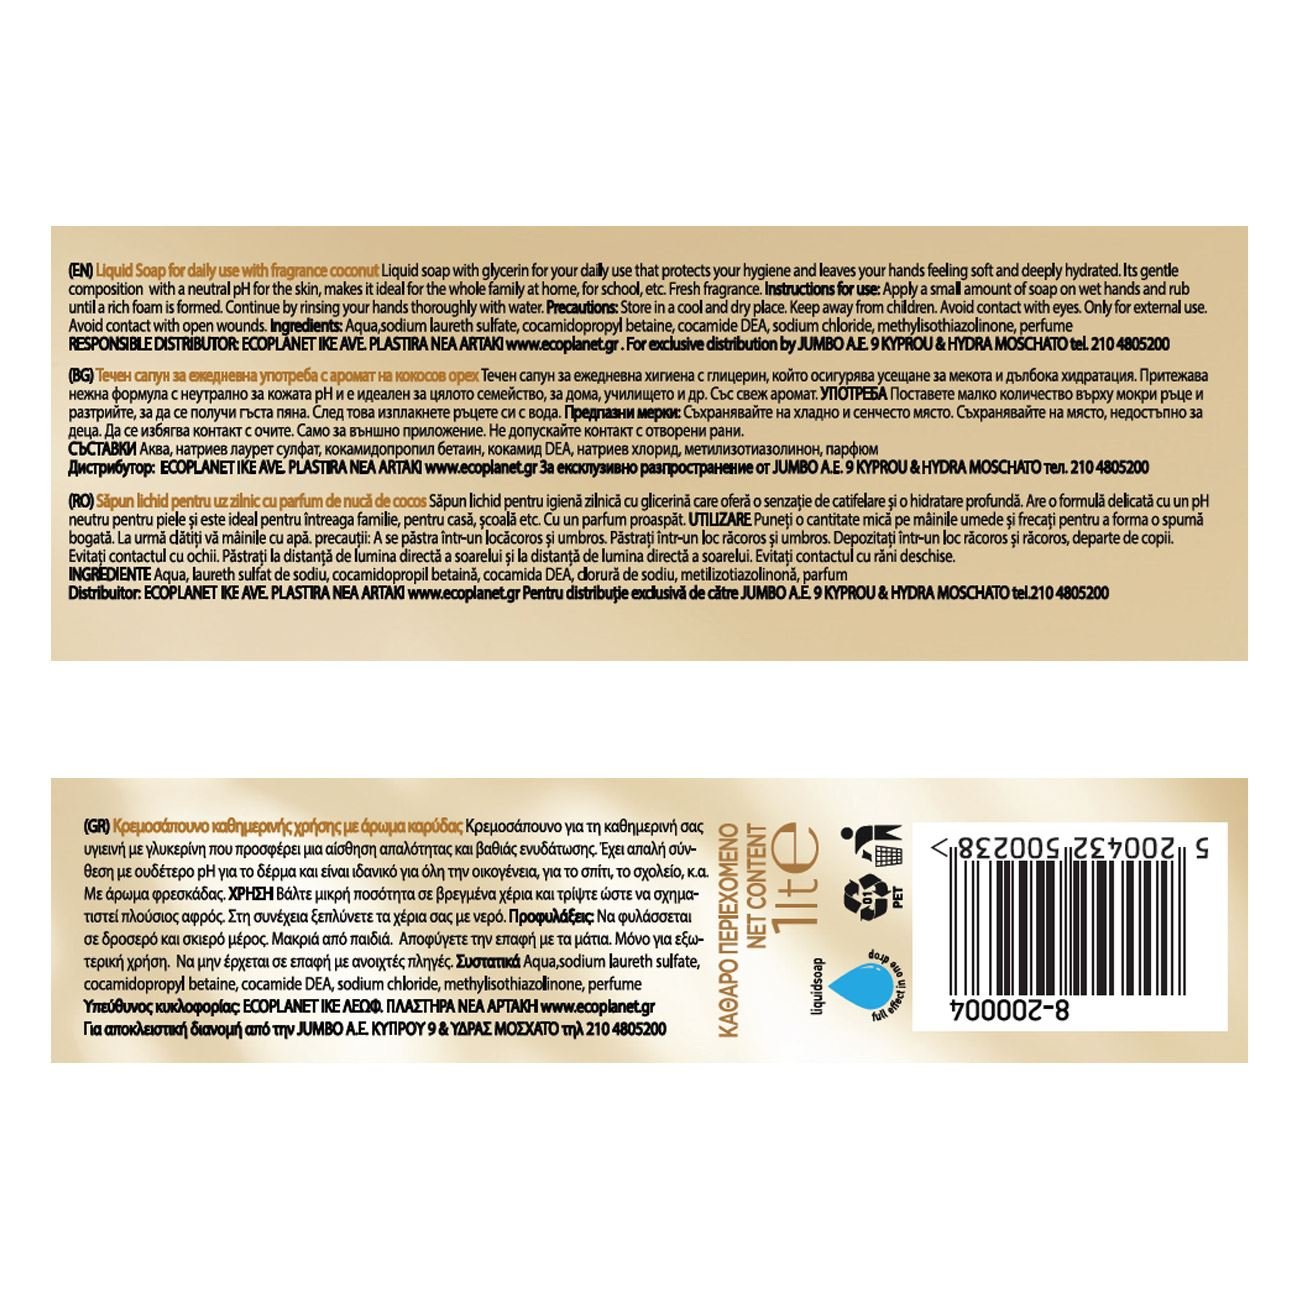 (EN) Liquid Soap for daily use with fragrance coconut Liquid soap with glycerin for your daily use that protects your hygiene and leaves your hands feeling soft and deeply hydrated. Its gentle
composition with a neutral pH for the skin, makes it ideal for the whole family at home, for school, etc. Fresh fragrance. Instructions for use: Apply a small amount of soap on wet hands and rub
until a rich foam is formed. Continue by rinsing your hands thoroughly with water. Precautions: Store in a cool and dry place. Keep away from children. Avoid contact with eyes. Only for external use.
Avoid contact with open wounds. Ingredients: Aqua,sodium laureth sulfate, cocamidopropyl betaine, cocamide DEA, sodium chloride, methylisothiazolinone, perfume
RESPONSIBLE DISTRIBUTOR: ECOPLANET IKE AVE. PLASTIRA NEA ARTAKI www.ecoplanet.gr . For exclusive distribution by JUMBO A.E. 9 KYPROU & HYDRA MOSCHATO tel. 210 4805200
(BG) Течен сапун за ежедневна употреба с аромат на кокосов орех Течен сапун за ежедневна хигиена с глицерин, който осигурява усещане за мекота и дълбока хидратация. Притежава
нежна формула с неутрално за кожата pH и е идеален за цялото семейство, за дома, училището и др. Със свеж аромат. УПОТРЕБА Поставете малко количество върху мокри ръце и
разтрийте, за да се получи гъста пяна. След това изплакнете ръцете си с вода. Предпазни мерки: Съхранявайте на хладно и сенчесто място. Съхранявайте на място, недостъпно за
деца. Да се избягва контакт с очите. Само за външно приложение. Не допускайте контакт с отворени рани.
СЪСТАВКИ Аква, натриев лаурет сулфат, кокамидопропил бетаин, кокамид DEA, натриев хлорид, метилизотиазолинон, парфюм
Дистрибутор: ECOPLANET IKE AVE. PLASTIRA NEA ARTAKI www.ecoplanet.gr За ексклузивно разпространение от JUMBO A.E. 9 KYPROU & HYDRA MOSCHATO тел. 210 4805200
(RO) Săpun lichid pentru uz zilnic cu parfum de nucă de cocos Săpun lichid pentru igienă zilnică cu glicerină care oferă o senzație de catifelare și o hidratare profundă. Are o formulă delicată cu un pH
neutru pentru piele și este ideal pentru întreaga familie, pentru casă, școală etc. Cu un parfum proaspăt. UTILIZARE Puneți o cantitate mică pe mâinile umede și frecați pentru a forma o spumă
bogată. La urmă clătiți vă mâinile cu apă. precauții: A se păstra într-un locăcoros și umbros. Păstrați într-un loc răcoros și umbros. Depozitați într-un loc răcoros și răcoros, departe de copii.
Evitați contactul cu ochii. Păstrați la distanță de lumina directă a soarelui și la distanță de lumina directă a soarelui. Evitați contactul cu răni deschise.
INGREDIENTE Aqua, laureth sulfat de sodiu, cocamidopropil betaină, cocamida DEA, clorură de sodiu, metilizotiazolinonă, parfum
Distribuitor: ECOPLANET IKE AVE. PLASTIRA NEA ARTAKI www.ecoplanet.gr Pentru distribuție exclusivă de către JUMBO A.E. 9 KYPROU & HYDRA MOSCHATO tel.210 4805200
(GR) Κρεμοσάπουνο καθημερινής χρήσης με άρωμα καρύδας Κρεμοσάπουνο για τη καθημερινή σας
υγιεινή με γλυκερίνη που προσφέρει μια αίσθηση απαλότητας και βαθιάς ενυδάτωσης. Έχει απαλή σύν-
θεση με ουδέτερο pH για το δέρμα και είναι ιδανικό για όλη την οικογένεια, για το σπίτι, το σχολείο, κ.α.
Με άρωμα φρεσκάδας. ΧΡΗΣΗ Βάλτε μικρή ποσότητα σε βρεγμένα χέρια και τρίψτε ώστε να σχημα-
τιστεί πλούσιος αφρός. Στη συνέχεια ξεπλύνετε τα χέρια σας με νερό. Προφυλάξεις: Να φυλάσσεται
σε δροσερό και σκιερό μέρος. Μακριά από παιδιά. Αποφύγετε την επαφή με τα μάτια. Μόνο για εξω-
τερική χρήση. Να μην έρχεται σε επαφή με ανοιχτές πληγές. Συστατικά Aqua,sodium laureth sulfate,
cocamidopropyl betaine, cocamide DEA, sodium chloride, methylisothiazolinone, perfume
Υπεύθυνος κυκλοφορίας: ECOPLANET IKE ΛΕΩΦ. ΠΛΑΣΤΗΡΑ ΝΕΑ ΑΡΤΑΚΗ www.ecoplanet.gr
Για αποκλειστική διανομή από την JUMBO A.E. ΚΥΠΡΟΥ 9 & ΥΔΡΑΣ ΜΟΣΧΑΤΟ τηλ 210 4805200
ΚΑΘΑΡΟ ΠΕΡΙΕΧΟΜΕΝΟ
NET CONTENT
1lt e
01
PET
liquidsoap
full effect in one drop
8-200004
5 200432 500238 >